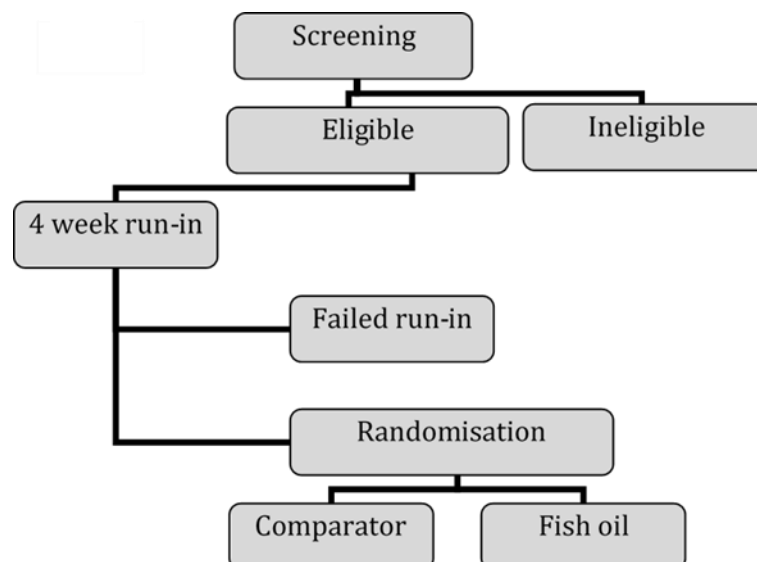 Screening
Eligible
Ineligible
4 week run-in
Failed run-in
Randomisation
Comparator
Fish oil